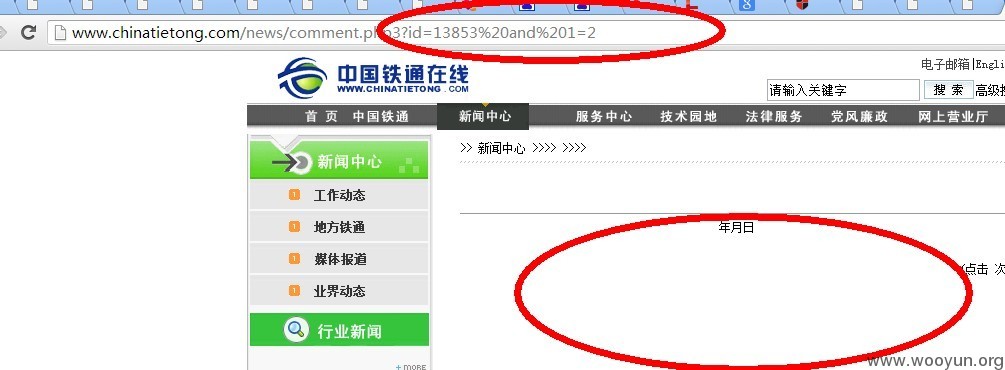 www.chinatietong.com/news/comment.php3?id=13853%20and%201=2
电子邮箱|Engli
中国铁通在线
WWW.CHINATIETONG.COM
请输入关键字 搜 索 高级搜
首 页 中国铁通 新闻中心 服务中心 技术园地 法律服务 党风廉政 网上营业厅
新闻中心
>> 新闻中心 >>>> >>>>
工作动态
地方铁通
年月日
媒体报道
(点击 次
业界动态
行业新闻
+ MORE
www.wooyun.org